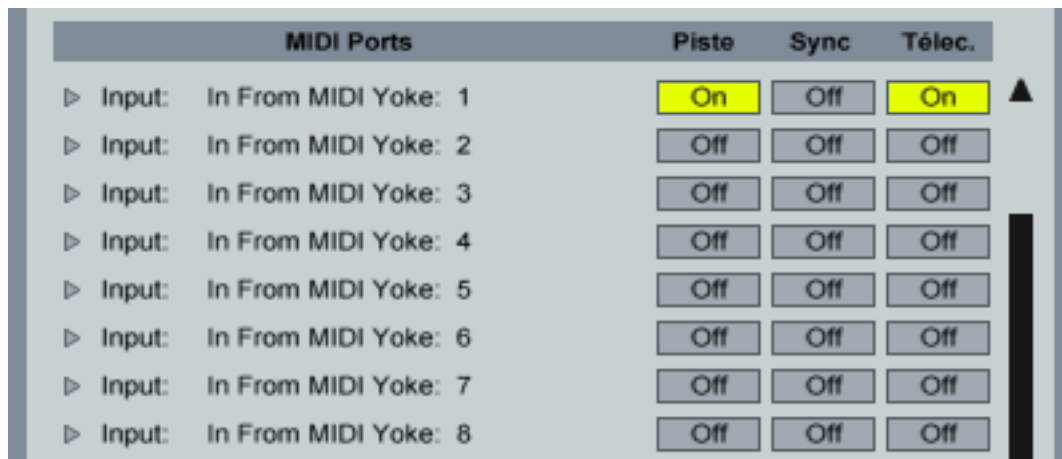 MIDI Ports Piste Sync Télec.
Input: In From MIDI Yoke: 1 On Off On
Input: In From MIDI Yoke: 2 Off Off Off
Input: In From MIDI Yoke: 3 Off Off Off
Input: In From MIDI Yoke: 4 Off Off Off
Input: In From MIDI Yoke: 5 Off Off Off
Input: In From MIDI Yoke: 6 Off Off Off
Input: In From MIDI Yoke: 7 Off Off Off
Input: In From MIDI Yoke: 8 Off Off Off